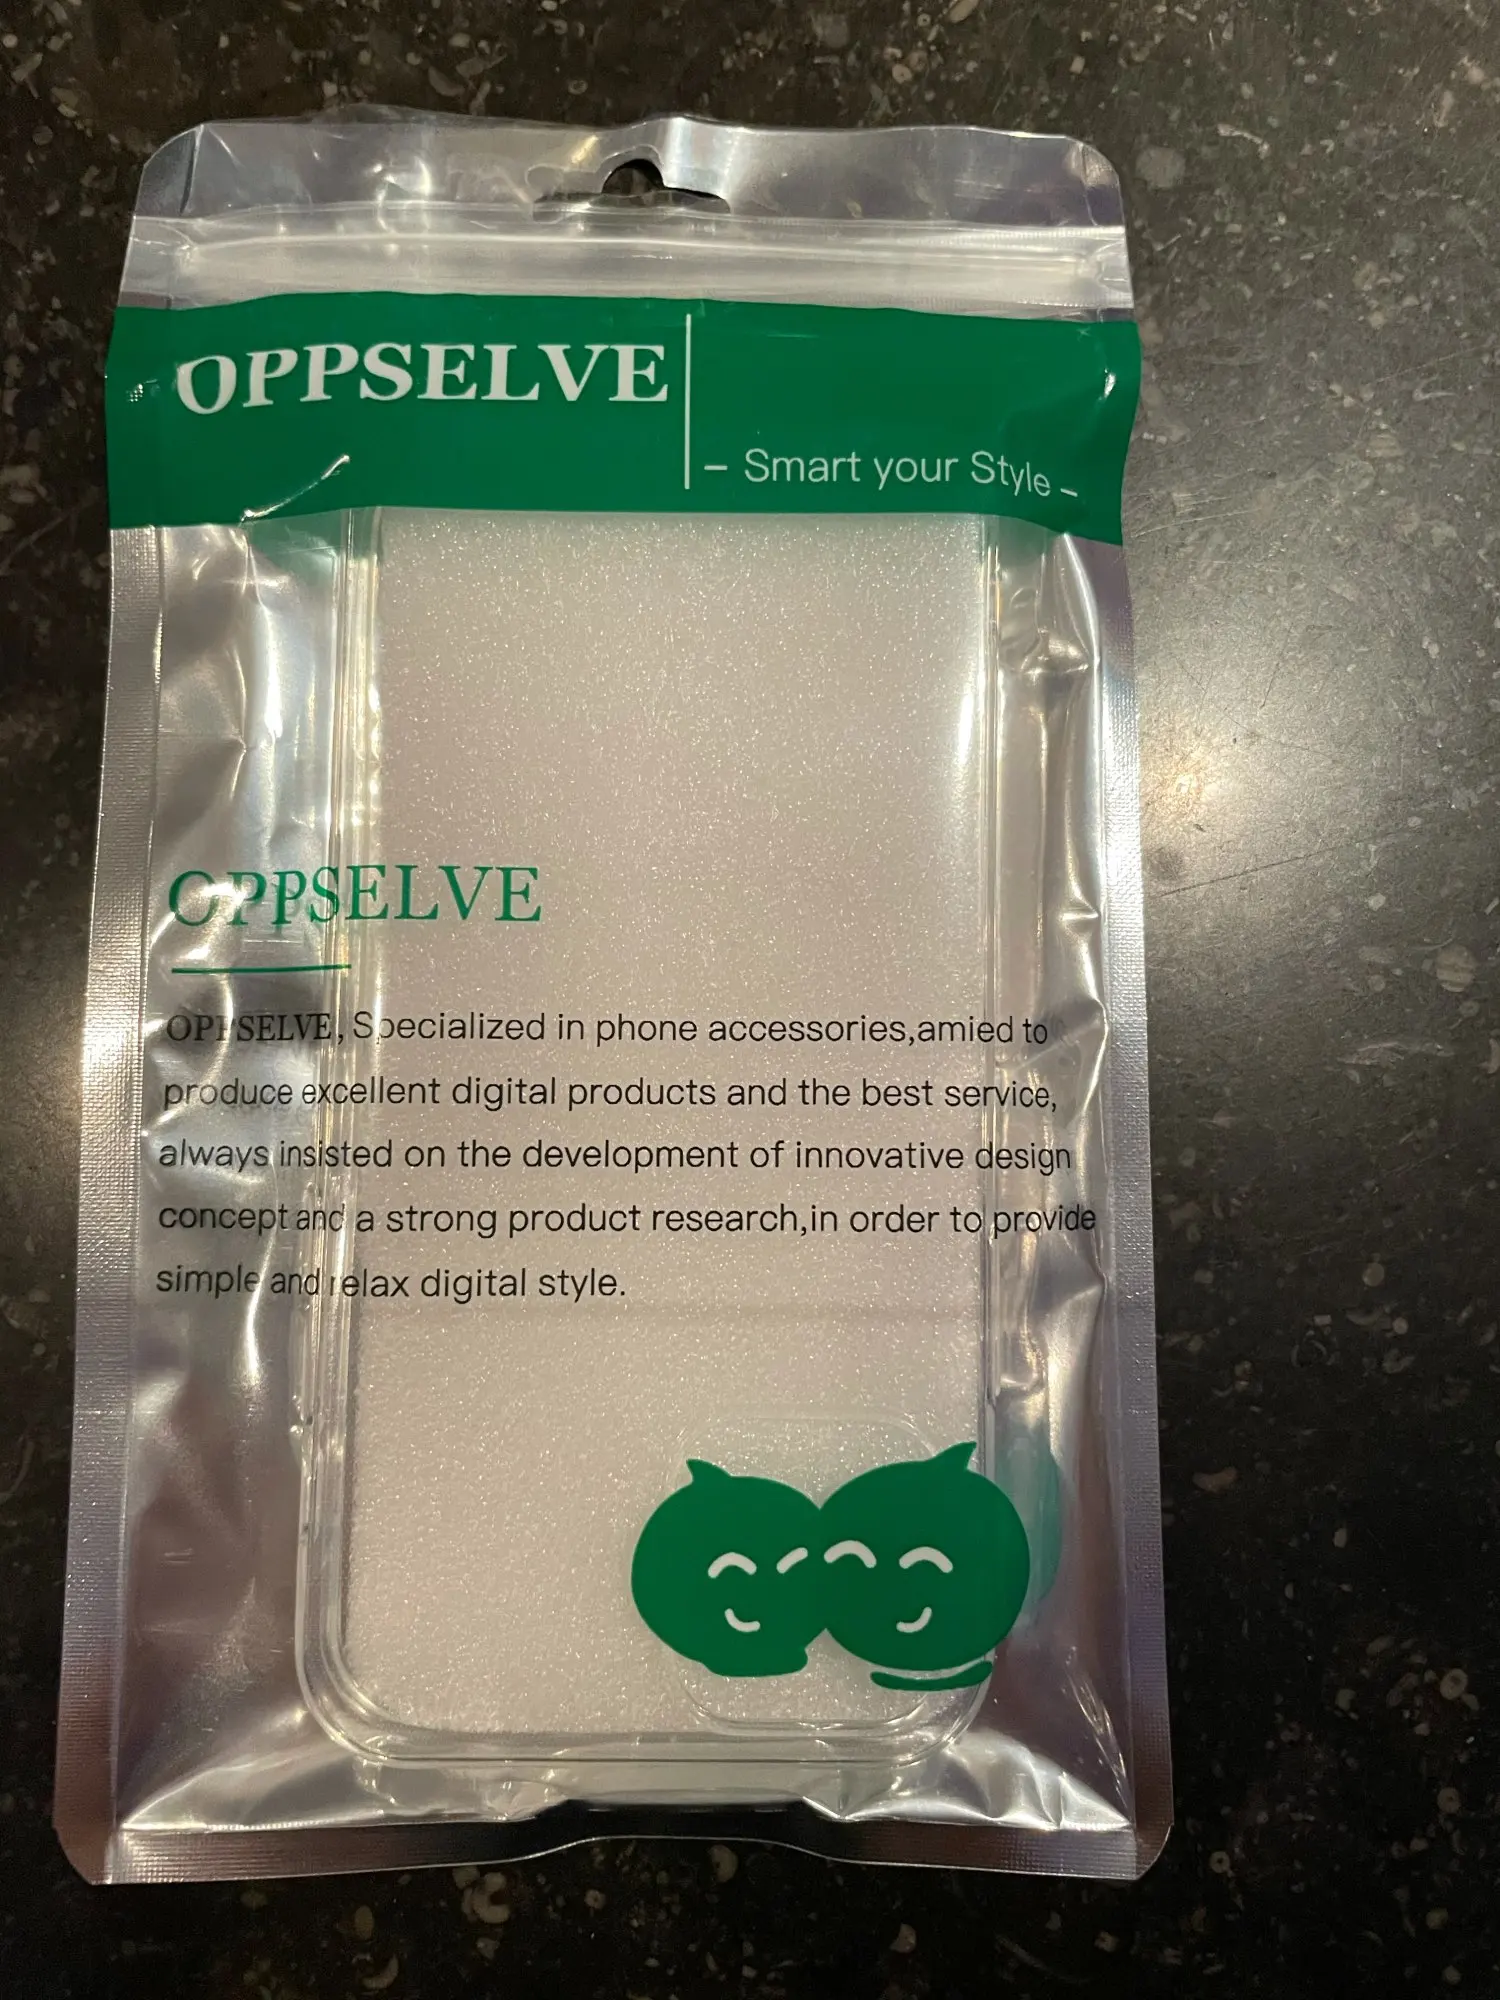 OPPSELVE
– Smart your Style –
OPPSELVE
OPPSELVE, Specialized in phone accessories,amied to
produce excellent digital products and the best service,
always insisted on the development of innovative design
concept and a strong product research,in order to provide
simple and relax digital style.